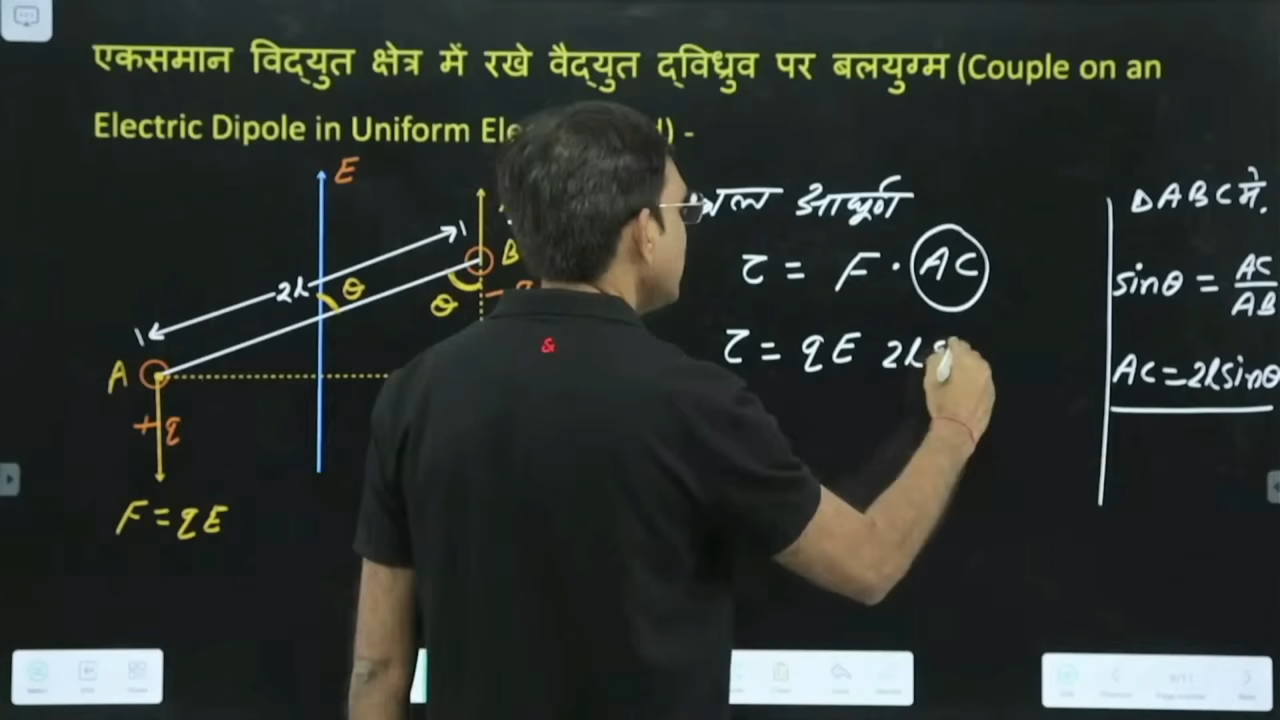 एकसमान विद्युत क्षेत्र में रखे वैद्युत द्विध्रुव पर बलयुग्म (Couple on an
Electric Dipole in Uniform) -
E
2l
θ
θ
B
A
+q
F = qE
आघूर्ण
τ = F · AC
τ = qE 2l
ΔABC में.
sinθ = AC/AB
AC = 2l sinθ
&